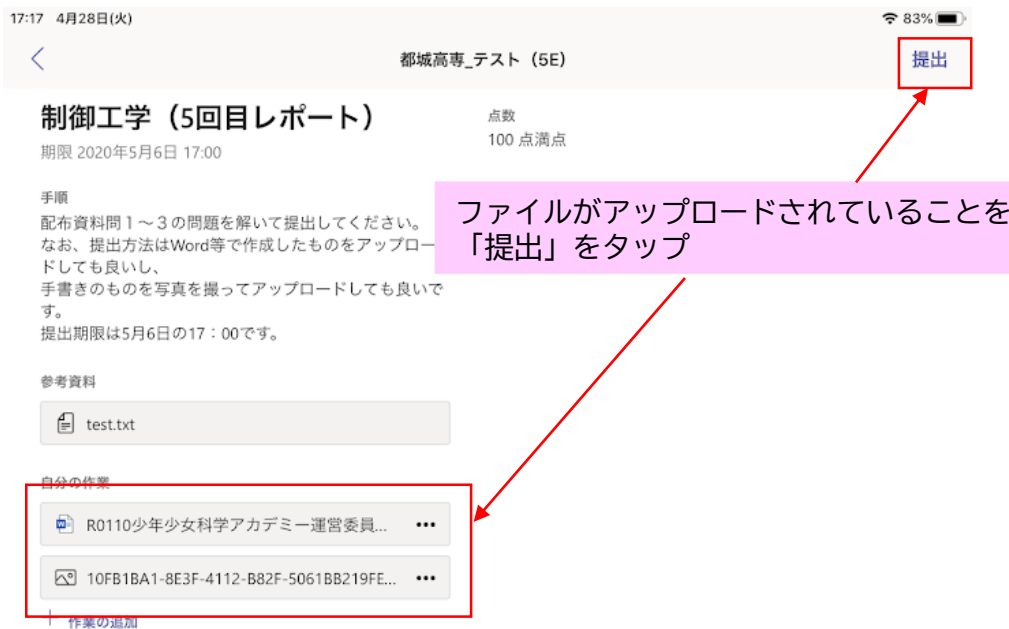 17:17 4月28日(火)
83%
都城高専_テスト（5E）
提出
制御工学（5回目レポート）
期限 2020年5月6日 17:00
点数
100 点満点
手順
配布資料問１～３の問題を解いて提出してください。
なお、提出方法はWord等で作成したものをアップロー
ドしても良いし、
手書きのものを写真を撮ってアップロードしても良いで
す。
提出期限は5月6日の17：00です。
ファイルがアップロードされていることを
「提出」をタップ
参考資料
test.txt
自分の作業
R0110少年少女科学アカデミー運営委員...
10FB1BA1-8E3F-4112-B82F-5061BB219FE...
作業の追加